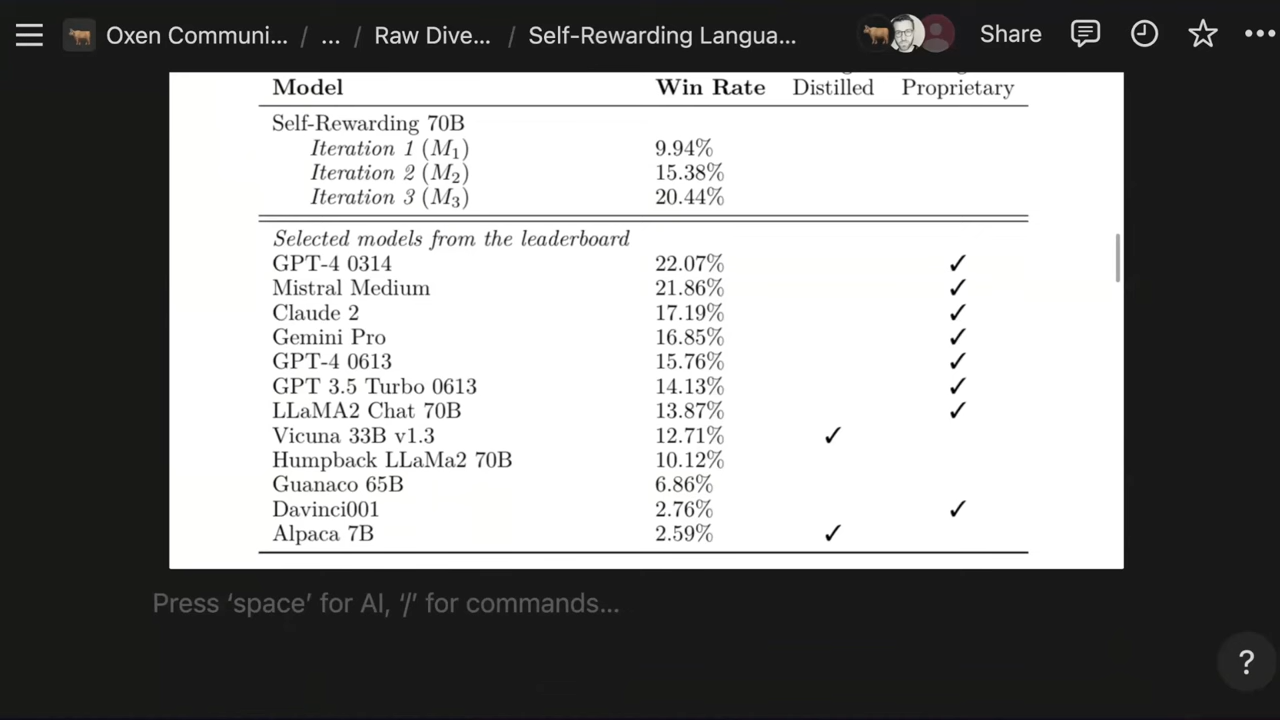 Oxen Communi... / ... / Raw Dive... / Self-Rewarding Langua... Share
Model Win Rate Distilled Proprietary
Self-Rewarding 70B
Iteration 1 (M₁) 9.94%
Iteration 2 (M₂) 15.38%
Iteration 3 (M₃) 20.44%
Selected models from the leaderboard
GPT-4 0314 22.07% ✓
Mistral Medium 21.86% ✓
Claude 2 17.19% ✓
Gemini Pro 16.85% ✓
GPT-4 0613 15.76% ✓
GPT 3.5 Turbo 0613 14.13% ✓
LLaMA2 Chat 70B 13.87% ✓
Vicuna 33B v1.3 12.71% ✓
Humpback LLaMa2 70B 10.12%
Guanaco 65B 6.86%
Davinci001 2.76% ✓
Alpaca 7B 2.59% ✓
Press ‘space’ for AI, ‘/’ for commands...
?